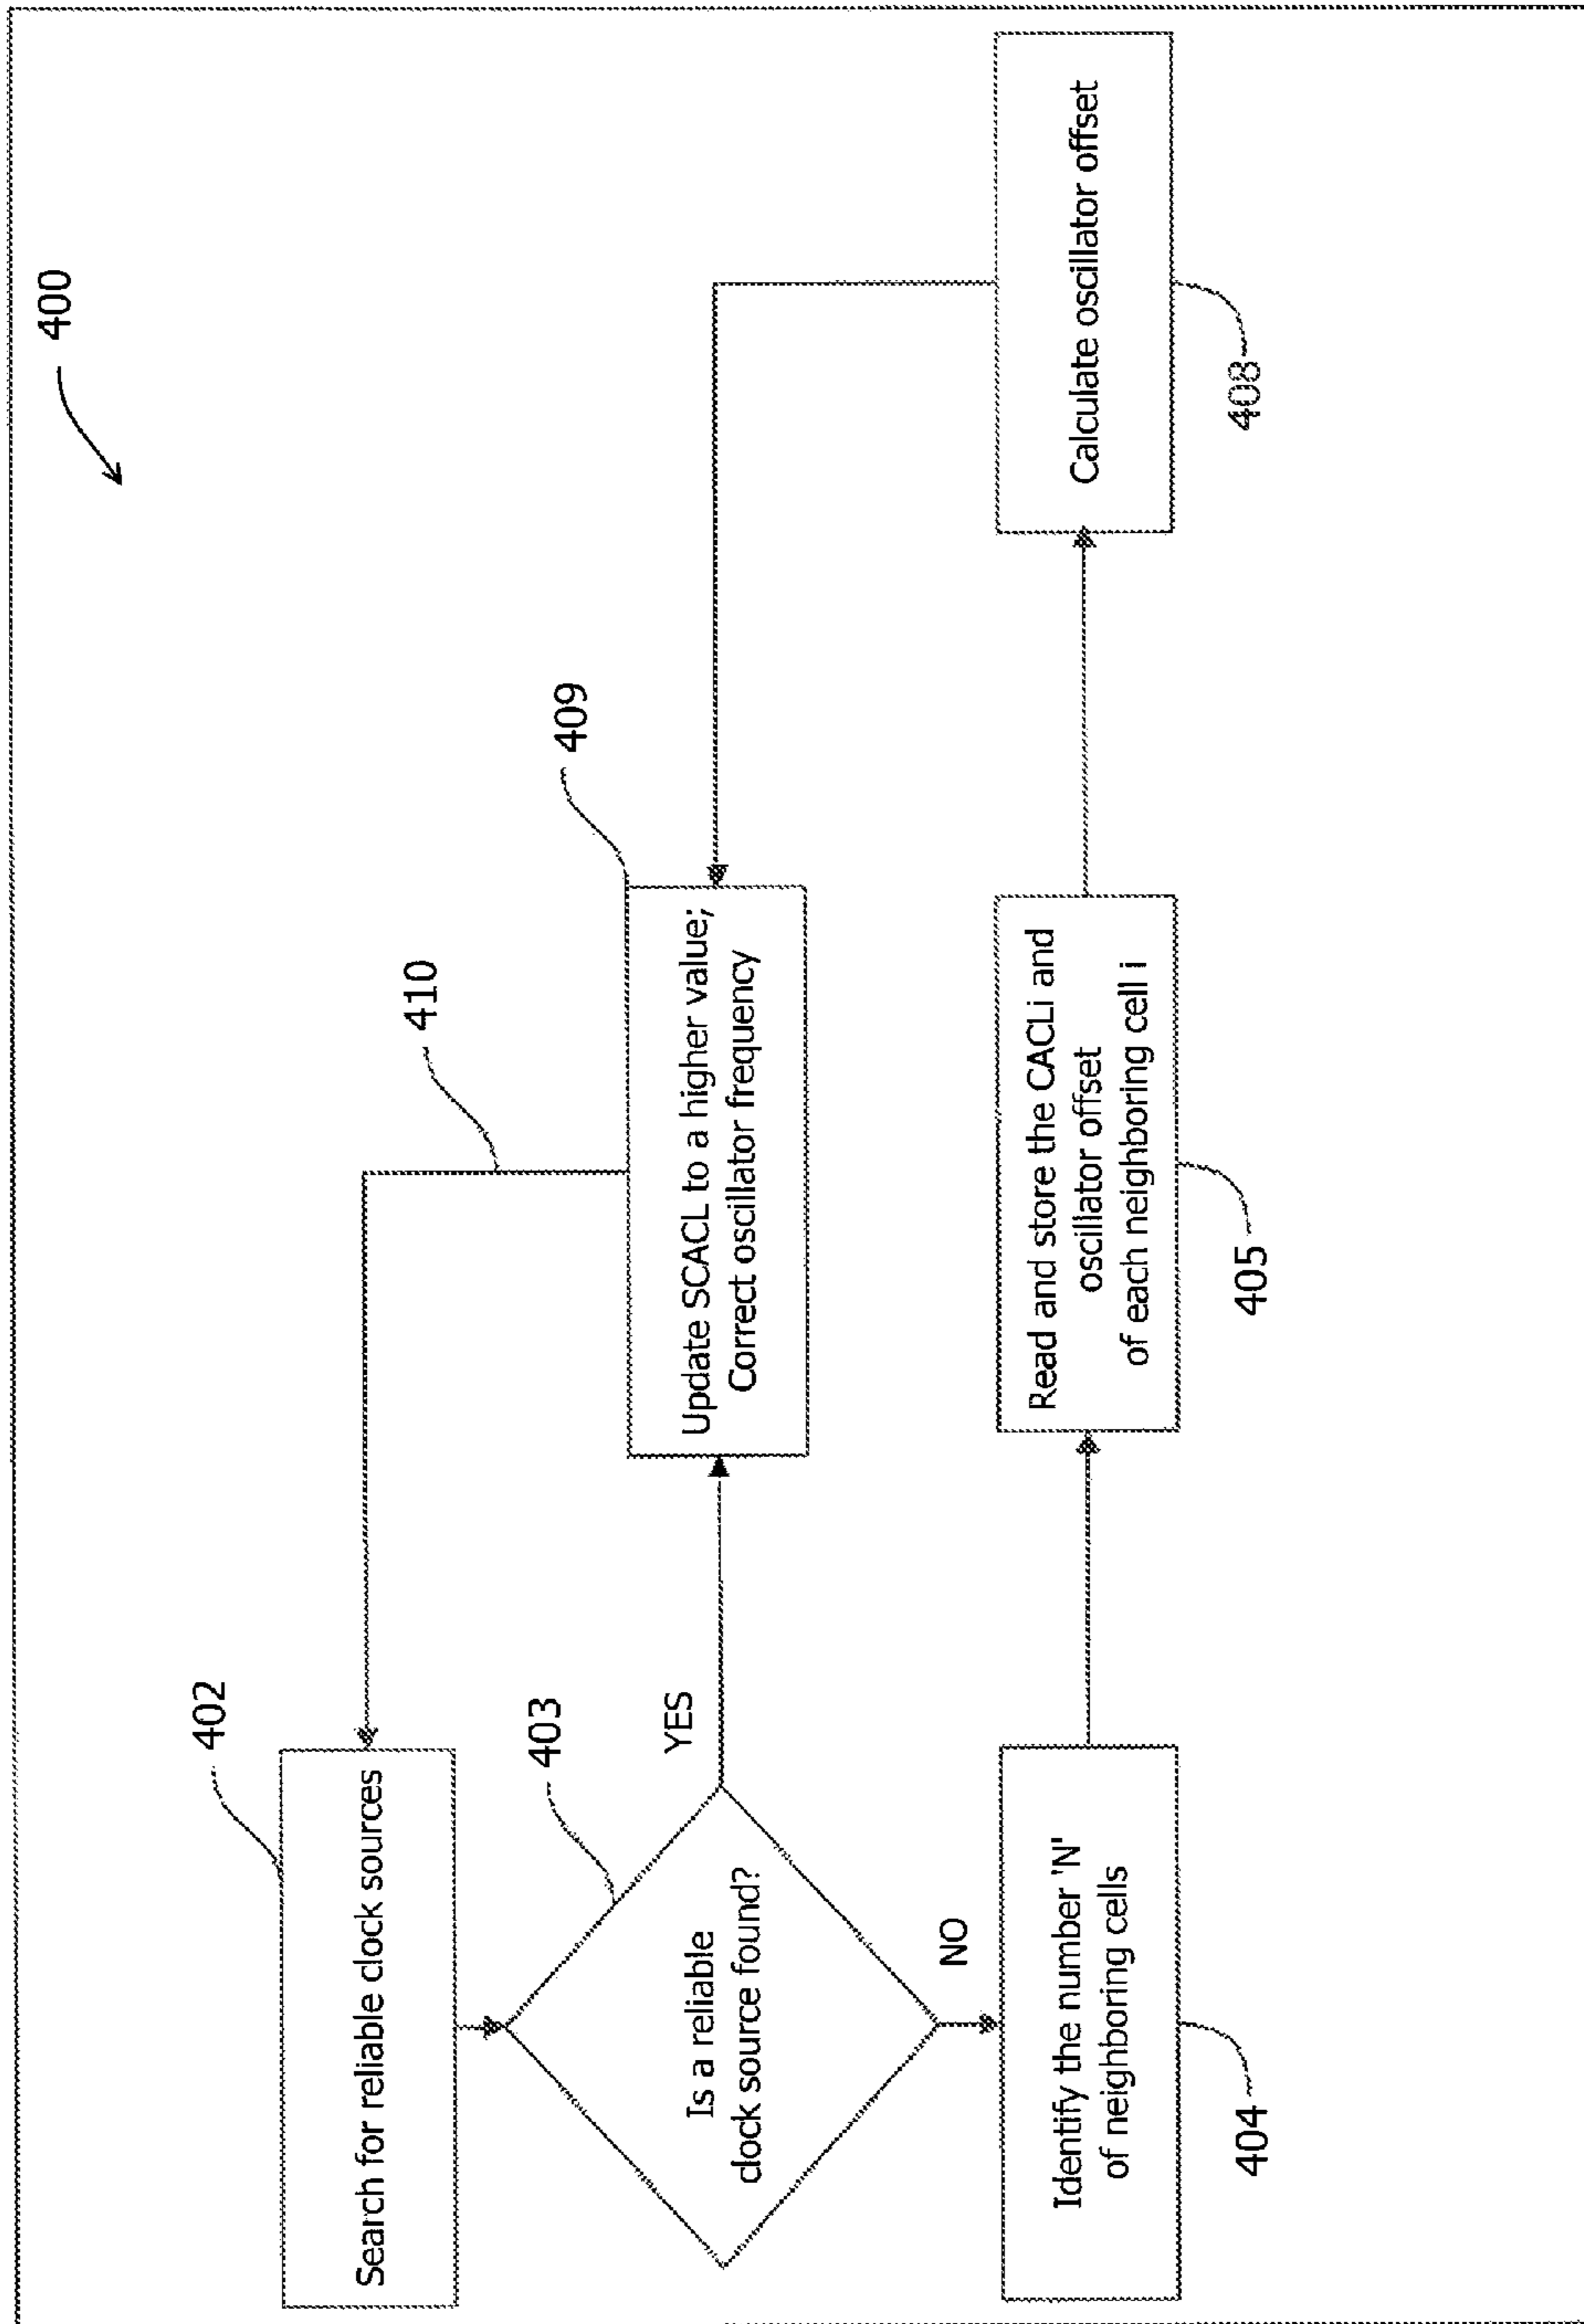 400
402
Search for reliable clock sources
410
403
Is a reliable
clock source found?
YES
409
Update SCACL to a higher value;
Correct oscillator frequency
NO
Identify the number 'N'
of neighboring cells
404
Read and store the CACLi and
oscillator offset
of each neighboring cell i
405
Calculate oscillator offset
408